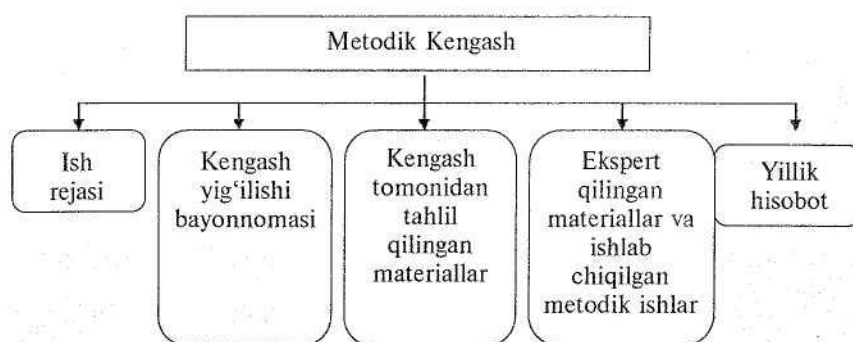 Metodik Kengash
Ish
rejasi
Kengash
yig‘ilishi
bayonnomasi
Kengash
tomonidan
tahlil
qilingan
materiallar
Ekspert
qilingan
materiallar va
ishlab
chiqilgan
metodik ishlar
Yillik
hisobot